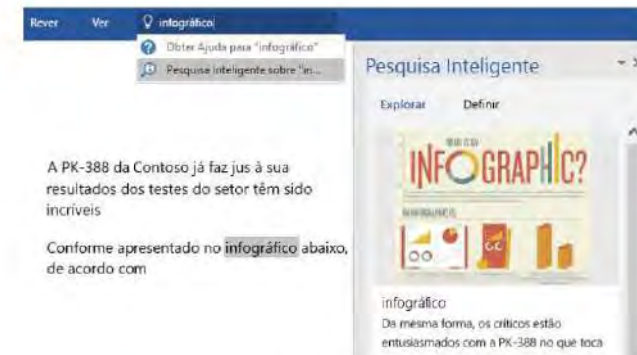 Rever Ver infográfico
Obter Ajuda para "infográfico"
Pesquisa Inteligente sobre "in...
Pesquisa Inteligente
Explorar Definir
INFOGRAPHIC?
A PK-388 da Contoso já faz jus à sua
resultados dos testes do setor têm sido
incríveis
Conforme apresentado no infográfico abaixo,
de acordo com
infográfico
Da mesma forma, os críticos estão
entusiasmados com a PK-388 no que toca